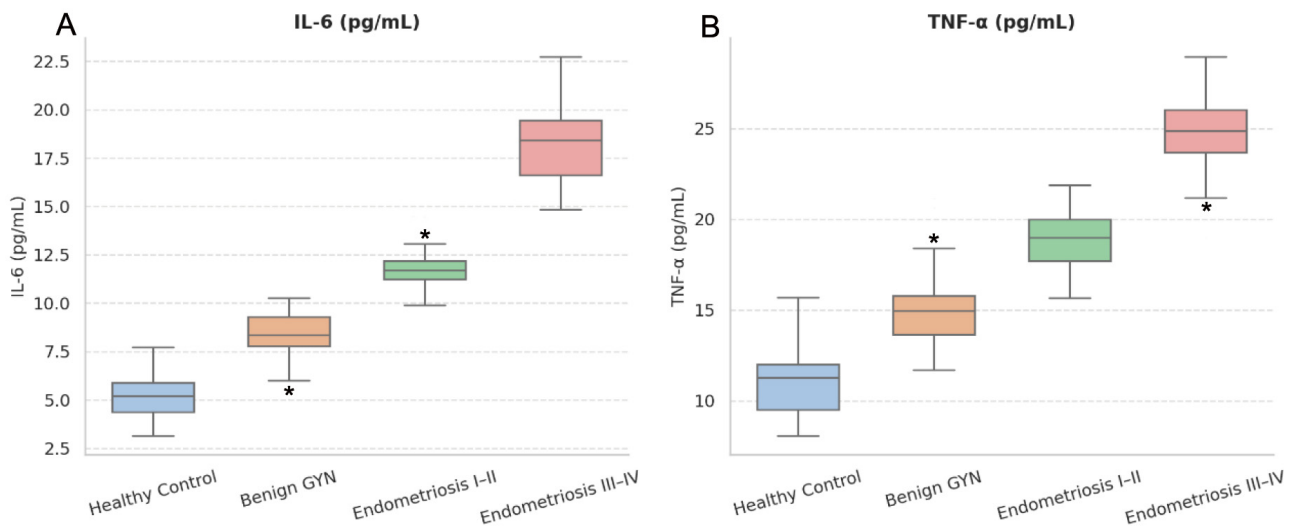 A
IL-6 (pg/mL)
IL-6 (pg/mL)
22.5
20.0
17.5
15.0
12.5
10.0
7.5
5.0
2.5
*
*
Healthy Control
Benign GYN
Endometriosis I–II
Endometriosis III–IV
B
TNF-α (pg/mL)
TNF-α (pg/mL)
25
20
15
10
*
*
Healthy Control
Benign GYN
Endometriosis I–II
Endometriosis III–IV